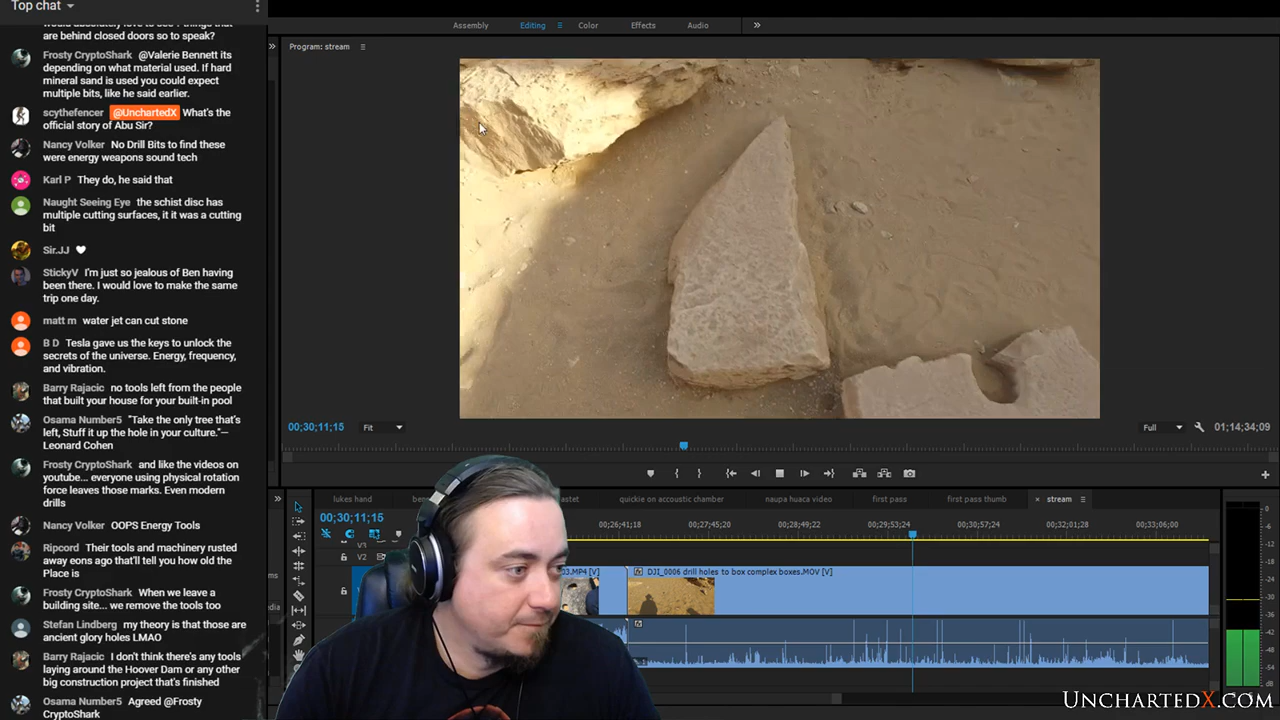 Top chat
would absolutely love to see ? things that
are behind closed doors so to speak?
Frosty CryptoShark @Valerie Bennett its
depending on what material used. If hard
mineral sand is used you could expect
multiple bits, like he said earlier.
scythefencer @UnchartedX What's the
official story of Abu Sir?
Nancy Volker No Drill Bits to find these
were energy weapons sound tech
Karl P They do, he said that
Naught Seeing Eye the schist disc has
multiple cutting surfaces, it it was a cutting
bit
Sir.JJ
StickyV I'm just so jealous of Ben having
been there. I would love to make the same
trip one day.
matt m water jet can cut stone
B D Tesla gave us the keys to unlock the
secrets of the universe. Energy, frequency,
and vibration.
Barry Rajacic no tools left from the people
that built your house for your built-in pool
Osama Number5 "Take the only tree that's
left, Stuff it up the hole in your culture."--
Leonard Cohen
Frosty CryptoShark and like the videos on
youtube... everyone using physical rotation
force leaves those marks. Even modern
drills
Nancy Volker OOPS Energy Tools
Ripcord Their tools and machinery rusted
away eons ago that'll tell you how old the
Place is
Frosty CryptoShark When we leave a
building site... we remove the tools too
Stefan Lindberg my theory is that those are
ancient glory holes LMAO
Barry Rajacic I don't think there's any tools
laying around the Hoover Dam or any other
big construction project that's finished
Osama Number5 Agreed @Frosty
CryptoShark
Assembly Editing Color Effects Audio
Program: stream
00;30;11;15 Fit Full 01;14;34;09
lukes hand quickie on accoustic chamber naupa huaca video first pass first pass thumb × stream
00;30;11;15 00;26;41;18 00;27;45;20 00;28;49;22 00;29;53;24 00;30;57;24 00;32;01;28 00;33;06;00
V2
DJI_0006 drill holes to box complex boxes.MOV [V]
0
-6
-12
-18
-24
-30
-36
-42
-48
-54
dB
UnchartedX.com